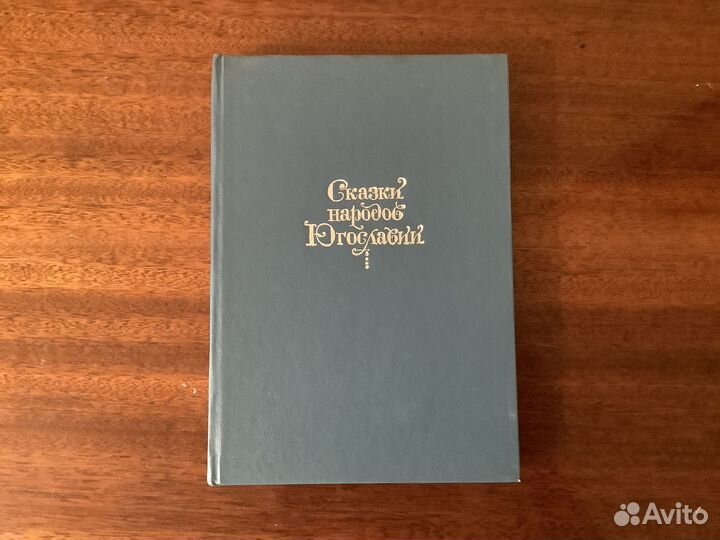 Сказки
народов
Югославии
Avito